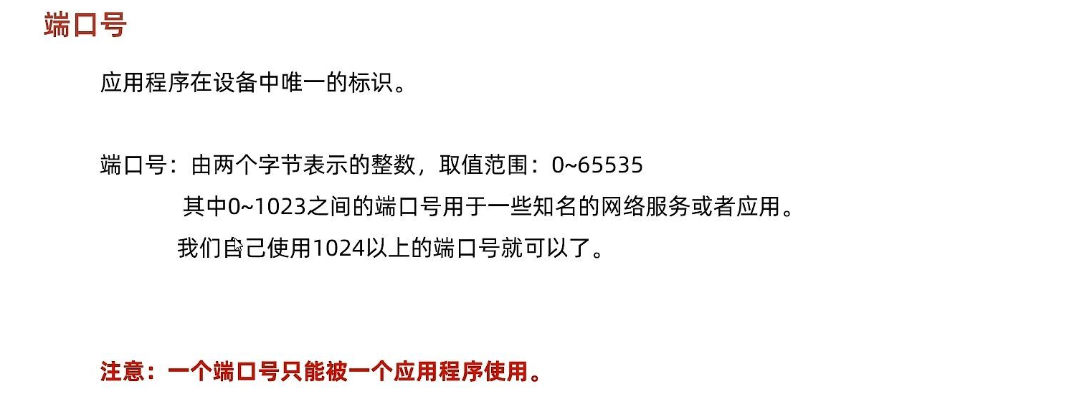 端口号
应用程序在设备中唯一的标识。
端口号：由两个字节表示的整数，取值范围：0~65535
其中0~1023之间的端口号用于一些知名的网络服务或者应用。
我们自己使用1024以上的端口号就可以了。
注意：一个端口号只能被一个应用程序使用。